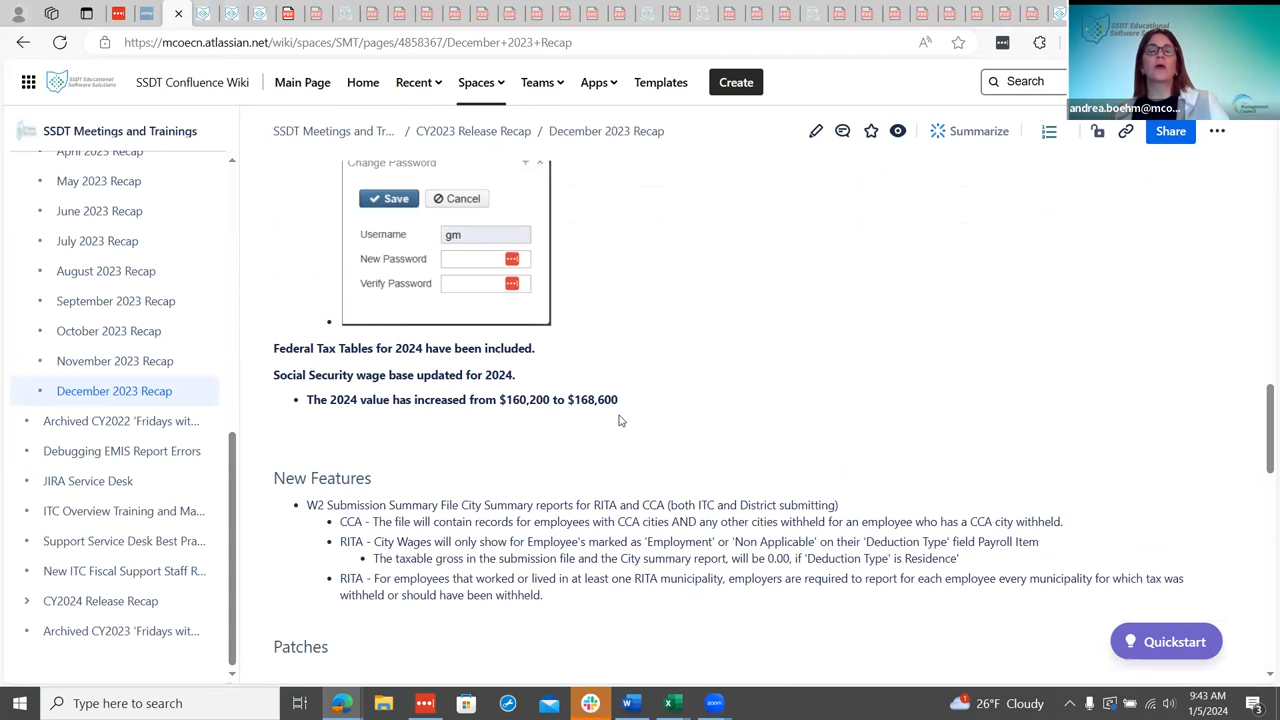 https://mcoecn.atlassian.net/wiki/spaces/SMT/pages/4858367/December+2023+Recap
SSDT Educational
Software Solutions
andrea.boehm@mco...
Management
Council
SSDT Educational
Software Solutions
SSDT Confluence Wiki
Main Page
Home
Recent
Spaces
Teams
Apps
Templates
Create
Search
SSDT Meetings and Trainings
SSDT Meetings and Tr... / CY2023 Release Recap / December 2023 Recap
Summarize
Share
April 2023 Recap
May 2023 Recap
June 2023 Recap
July 2023 Recap
August 2023 Recap
September 2023 Recap
October 2023 Recap
November 2023 Recap
December 2023 Recap
Archived CY2022 'Fridays wit...
Debugging EMIS Report Errors
JIRA Service Desk
ITC Overview Training and Ma...
Support Service Desk Best Pra...
New ITC Fiscal Support Staff R...
CY2024 Release Recap
Archived CY2023 'Fridays wit...
Change Password
Save
Cancel
Username gm
New Password
Verify Password
Federal Tax Tables for 2024 have been included.
Social Security wage base updated for 2024.
• The 2024 value has increased from $160,200 to $168,600
New Features
• W2 Submission Summary File City Summary reports for RITA and CCA (both ITC and District submitting)
• CCA - The file will contain records for employees with CCA cities AND any other cities withheld for an employee who has a CCA city withheld.
• RITA - City Wages will only show for Employee's marked as 'Employment' or 'Non Applicable' on their 'Deduction Type' field Payroll Item
• The taxable gross in the submission file and the City summary report, will be 0.00, if 'Deduction Type' is Residence'
• RITA - For employees that worked or lived in at least one RITA municipality, employers are required to report for each employee every municipality for which tax was
withheld or should have been withheld.
Patches
Quickstart
Type here to search
26°F Cloudy
9:43 AM
1/5/2024
3